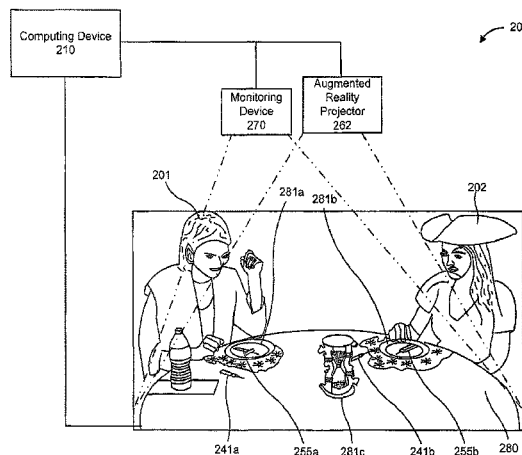 Computing Device
210
20
Monitoring
Device
270
Augmented
Reality
Projector
262
201
281a
281b
202
241a
255a
281c
241b
255b
280